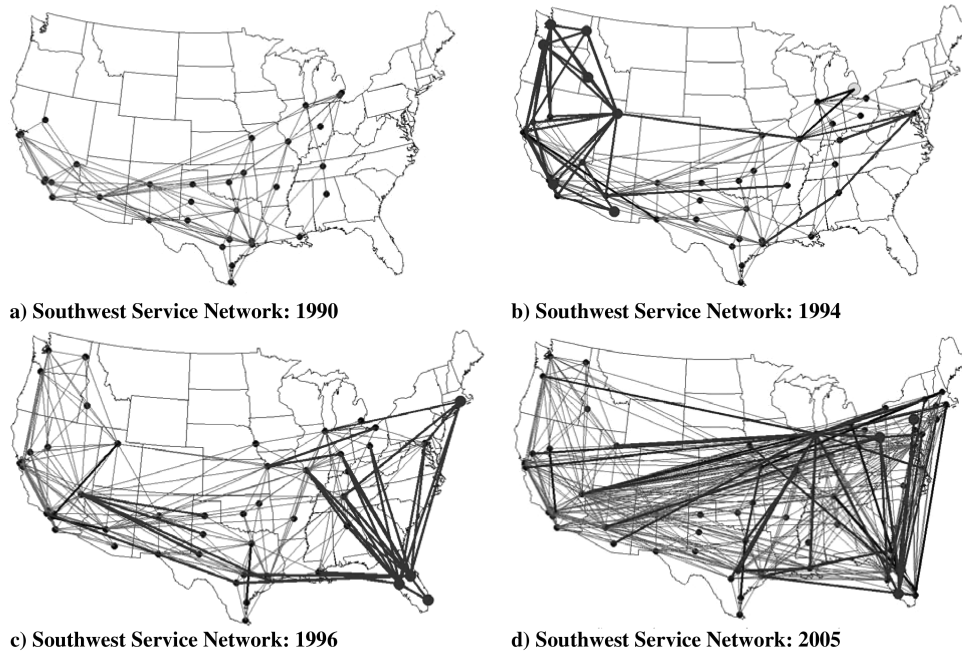 a) Southwest Service Network: 1990
b) Southwest Service Network: 1994
c) Southwest Service Network: 1996
d) Southwest Service Network: 2005